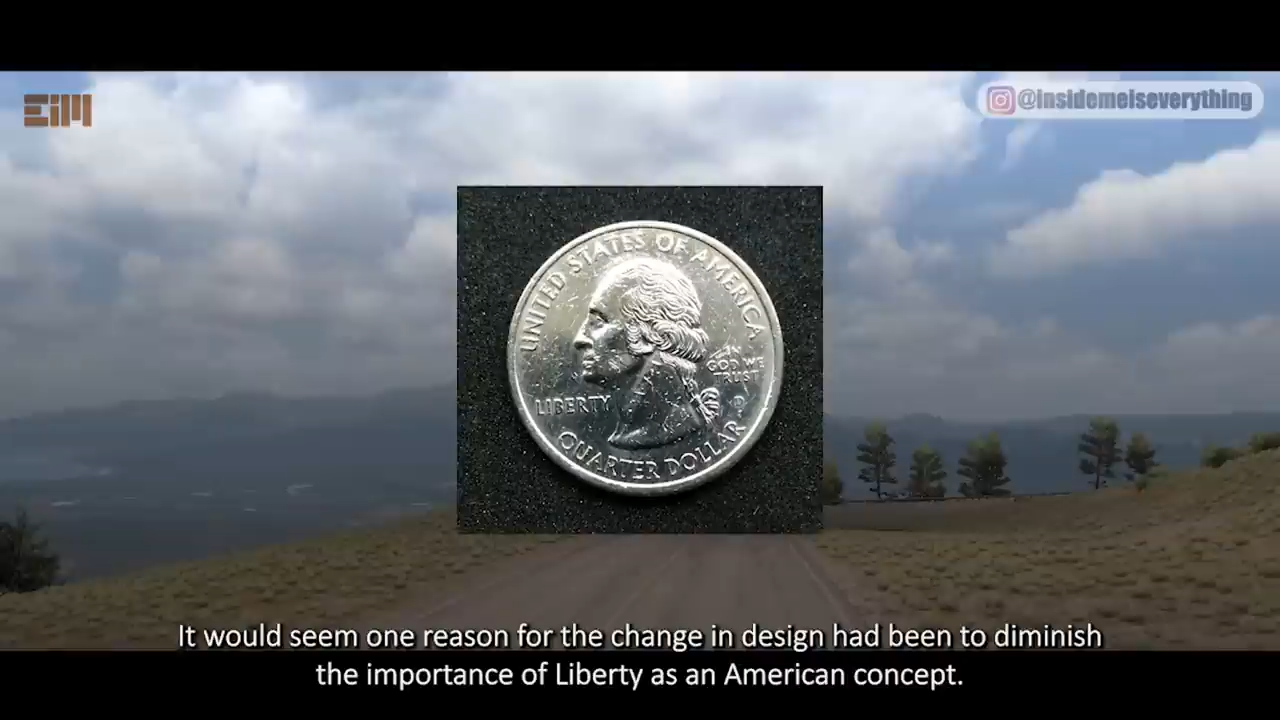 EiM
@insidemeiseverything
UNITED STATES OF AMERICA
IN
GOD WE
TRUST
LIBERTY
D
QUARTER DOLLAR
It would seem one reason for the change in design had been to diminish
the importance of Liberty as an American concept.